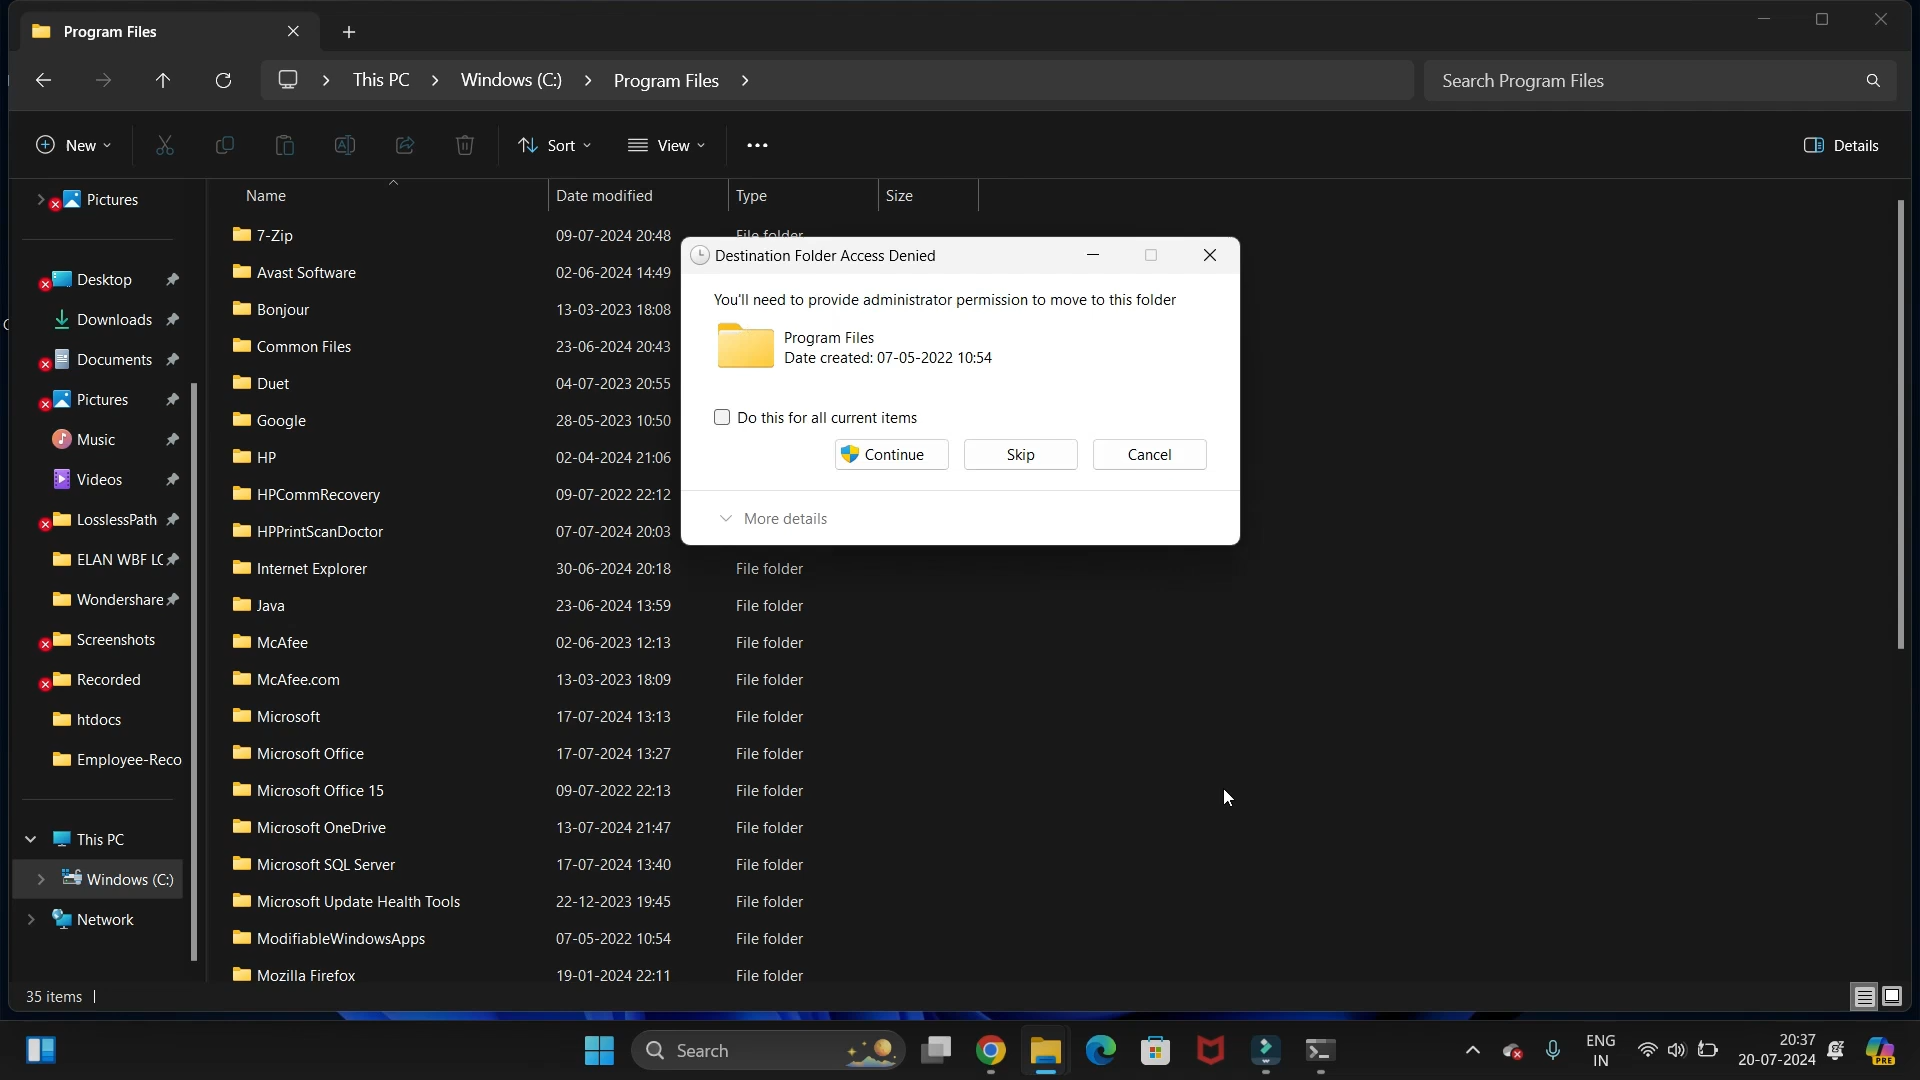 Program Files
This PC
Windows (C:)
Program Files
Search Program Files
New
Sort
View
Details
Pictures
Desktop
Downloads
Documents
Pictures
Music
Videos
LosslessPath
ELAN WBF LC
Wondershare
Screenshots
Recorded
htdocs
Employee-Reco
This PC
Windows (C:)
Network
Name Date modified Type Size
7-Zip 09-07-2024 20:48 File folder
Avast Software 02-06-2024 14:49
Bonjour 13-03-2023 18:08
Common Files 23-06-2024 20:43
Duet 04-07-2023 20:55
Google 28-05-2023 10:50
HP 02-04-2024 21:06
HPCommRecovery 09-07-2022 22:12
HPPrintScanDoctor 07-07-2024 20:03
Internet Explorer 30-06-2024 20:18 File folder
Java 23-06-2024 13:59 File folder
McAfee 02-06-2023 12:13 File folder
McAfee.com 13-03-2023 18:09 File folder
Microsoft 17-07-2024 13:13 File folder
Microsoft Office 17-07-2024 13:27 File folder
Microsoft Office 15 09-07-2022 22:13 File folder
Microsoft OneDrive 13-07-2024 21:47 File folder
Microsoft SQL Server 17-07-2024 13:40 File folder
Microsoft Update Health Tools 22-12-2023 19:45 File folder
ModifiableWindowsApps 07-05-2022 10:54 File folder
Mozilla Firefox 19-01-2024 22:11 File folder
Destination Folder Access Denied
You'll need to provide administrator permission to move to this folder
Program Files
Date created: 07-05-2022 10:54
Do this for all current items
Continue Skip Cancel
More details
35 items
Search
ENG
IN
20:37
20-07-2024
PRE